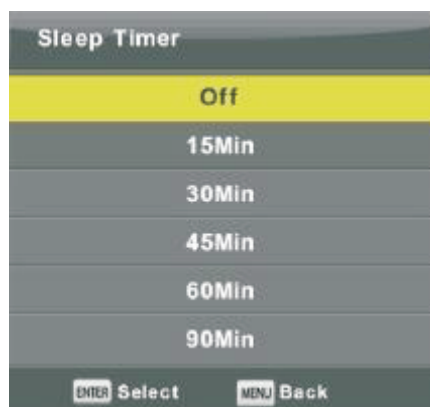 Sleep Timer
Off
15Min
30Min
45Min
60Min
90Min
ENTER Select MENU Back